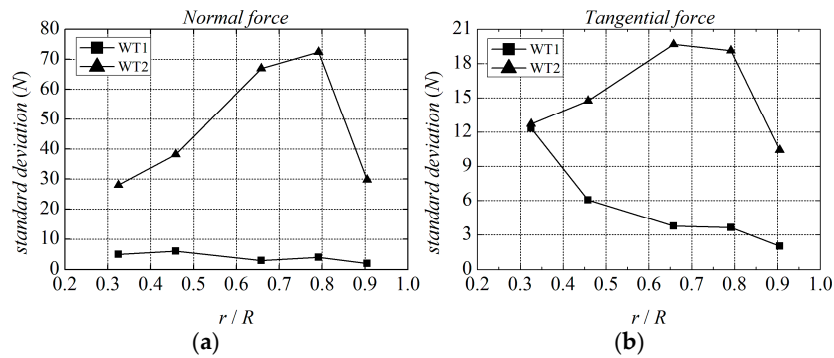 Normal force
80
70
60
50
40
30
20
10
0
standard deviation (N)
WT1
WT2
0.2 0.3 0.4 0.5 0.6 0.7 0.8 0.9 1.0
r / R
(a)
Tangential force
21
18
15
12
9
6
3
0
standard deviation (N)
WT1
WT2
0.2 0.3 0.4 0.5 0.6 0.7 0.8 0.9 1.0
r / R
(b)